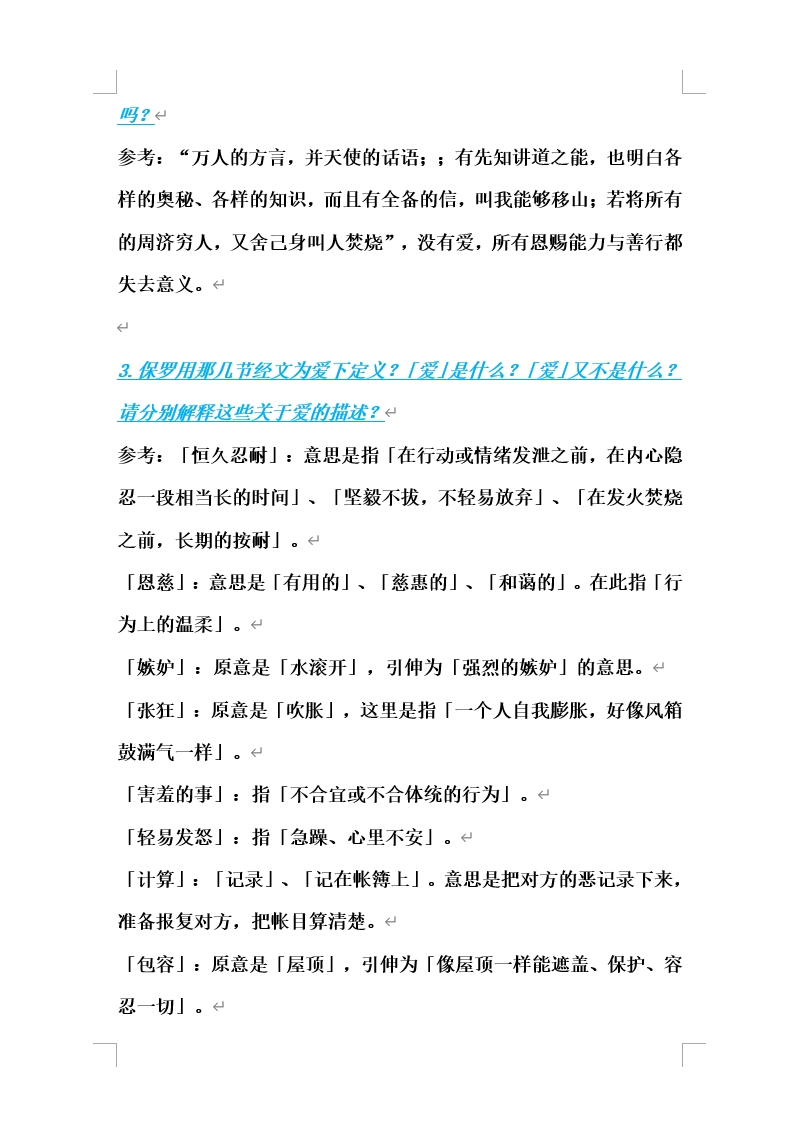 吗？
参考：“万人的方言，并天使的话语；；有先知讲道之能，也明白各
样的奥秘、各样的知识，而且有全备的信，叫我能够移山；若将所有
的周济穷人，又舍己身叫人焚烧”，没有爱，所有恩赐能力与善行都
失去意义。
3.保罗用那几节经文为爱下定义？「爱」是什么？「爱」又不是什么？
请分别解释这些关于爱的描述？
参考：「恒久忍耐」：意思是指「在行动或情绪发泄之前，在内心隐
忍一段相当长的时间」、「坚毅不拔，不轻易放弃」、「在发火焚烧
之前，长期的按耐」。
「恩慈」：意思是「有用的」、「慈惠的」、「和蔼的」。在此指「行
为上的温柔」。
「嫉妒」：原意是「水滚开」，引伸为「强烈的嫉妒」的意思。
「张狂」：原意是「吹胀」，这里是指「一个人自我膨胀，好像风箱
鼓满气一样」。
「害羞的事」：指「不合宜或不合体统的行为」。
「轻易发怒」：指「急躁、心里不安」。
「计算」：「记录」、「记在帐簿上」。意思是把对方的恶记录下来，
准备报复对方，把帐目算清楚。
「包容」：原意是「屋顶」，引伸为「像屋顶一样能遮盖、保护、容
忍一切」。